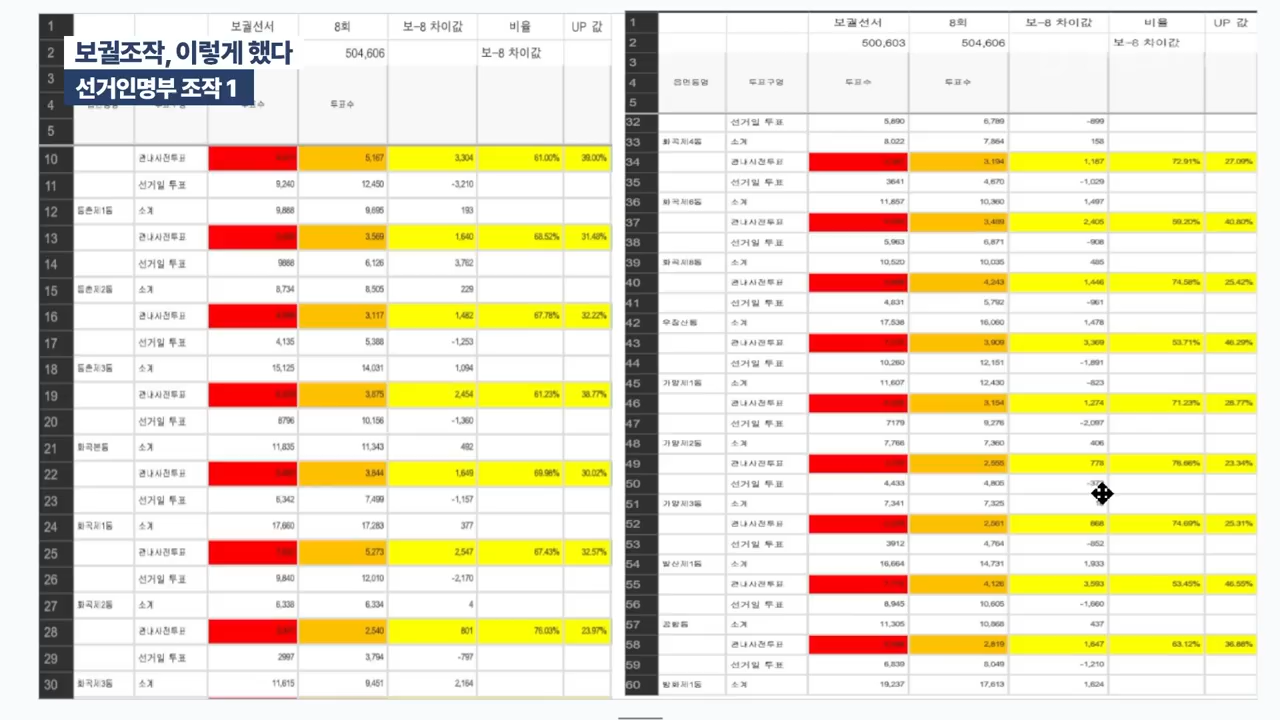 보궐조작, 이렇게 했다
선거인명부 조작 1
1 보궐선서 8회 보-8 차이값 비율 UP 값
2 504,606 보-8 차이값
3
4 투표수
5
10 관내사전투표 5,167 3,304 61.00% 39.00%
11 선거일 투표 9,240 12,450 -3,210
12 등촌제1동 소계 9,888 9,695 193
13 관내사전투표 3,569 1,640 68.52% 31.48%
14 선거일 투표 9888 6,126 3,762
15 등촌제2동 소계 8,734 8,505 229
16 관내사전투표 3,117 1,482 67.78% 32.22%
17 선거일 투표 4,135 5,388 -1,253
18 등촌제3동 소계 15,125 14,031 1,094
19 관내사전투표 3,875 2,454 61.23% 38.77%
20 선거일 투표 8796 10,156 -1,360
21 화곡본동 소계 11,835 11,343 492
22 관내사전투표 3,844 1,649 69.98% 30.02%
23 선거일 투표 6,342 7,499 -1,157
24 화곡제1동 소계 17,660 17,283 377
25 관내사전투표 5,273 2,547 67.43% 32.57%
26 선거일 투표 9,840 12,010 -2,170
27 화곡제2동 소계 6,338 6,334 4
28 관내사전투표 2,540 801 76.03% 23.97%
29 선거일 투표 2997 3,794 -797
30 화곡제3동 소계 11,615 9,451 2,164
1 보궐선서 8회 보-8 차이값 비율 UP 값
2 500,603 504,606 보-8 차이값
3
4 읍면동명 투표구명 투표수 투표수
5
32 선거일 투표 5,890 6,789 -899
33 화곡제4동 소계 8,022 7,864 158
34 관내사전투표 3,194 1,187 72.91% 27.09%
35 선거일 투표 3641 4,670 -1,029
36 화곡제6동 소계 11,857 10,360 1,497
37 관내사전투표 3,489 2,405 59.20% 40.80%
38 선거일 투표 5,963 6,871 -908
39 화곡제8동 소계 10,520 10,035 485
40 관내사전투표 4,243 1,446 74.58% 25.42%
41 선거일 투표 4,831 5,792 -961
42 우장산동 소계 17,538 16,060 1,478
43 관내사전투표 3,909 3,369 53.71% 46.29%
44 선거일 투표 10,260 12,151 -1,891
45 가양제1동 소계 11,607 12,430 -823
46 관내사전투표 3,154 1,274 71.23% 28.77%
47 선거일 투표 7179 9,276 -2,097
48 가양제2동 소계 7,766 7,360 406
49 관내사전투표 2,555 778 76.66% 23.34%
50 선거일 투표 4,433 4,805
51 가양제3동 소계 7,341 7,325
52 관내사전투표 2,561 868 74.69% 25.31%
53 선거일 투표 3912 4,764 -852
54 발산제1동 소계 16,664 14,731 1,933
55 관내사전투표 4,126 3,593 53.45% 46.55%
56 선거일 투표 8,945 10,605 -1,660
57 공항동 소계 11,305 10,868 437
58 관내사전투표 2,819 1,647 63.12% 36.88%
59 선거일 투표 6,839 8,049 -1,210
60 방화제1동 소계 19,237 17,613 1,624